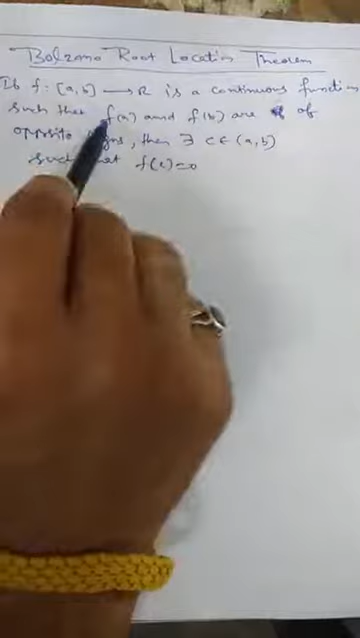 Bolzano Root Location Theorem
If f: [a,b] → R is a continuous function
such that f(a) and f(b) are of
opposite signs, then ∃ c ∈ (a,b)
such that f(c)=0